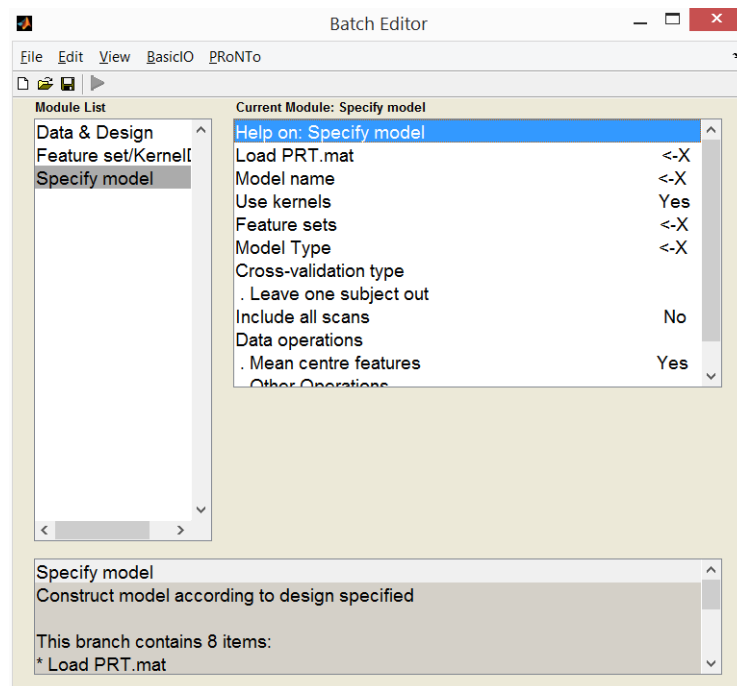 Batch Editor
File Edit View BasicIO PRoNTo
Module List
Data & Design
Feature set/Kernel
Specify model
Current Module: Specify model
Help on: Specify model
Load PRT.mat <-X
Model name <-X
Use kernels Yes
Feature sets <-X
Model Type <-X
Cross-validation type
. Leave one subject out
Include all scans No
Data operations
. Mean centre features Yes
. Other Operations
Specify model
Construct model according to design specified
This branch contains 8 items:
* Load PRT.mat